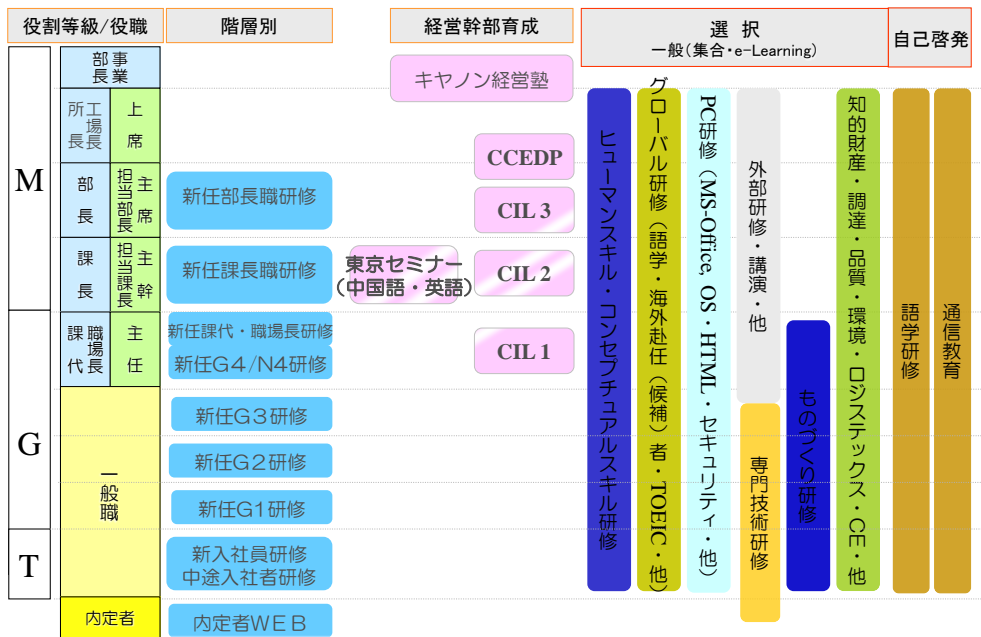 役割等級/役職
階層別
経営幹部育成
選 択
一般(集合・e-Learning)
自己啓発
M
G
T
事業部長
工場長
所長
上席
部長
主席
担当部長
課長
主幹
担当課長
職場長
課代
主任
一般職
内定者
新任部長職研修
新任課長職研修
新任課代・職場長研修
新任G4/N4研修
新任G3研修
新任G2研修
新任G1研修
新入社員研修
中途入社者研修
内定者WEB
キヤノン経営塾
CCEDP
CIL 3
東京セミナー
(中国語・英語)
CIL 2
CIL 1
ヒューマンスキル・コンセプチュアルスキル研修
グローバル研修(語学・海外赴任(候補)者・TOEIC・他)
PC研修(MS-Office, OS・HTML・セキュリティ・他)
外部研修・講演・他
専門技術研修
ものづくり研修
知的財産・調達・品質・環境・ロジステックス・CE・他
語学研修
通信教育